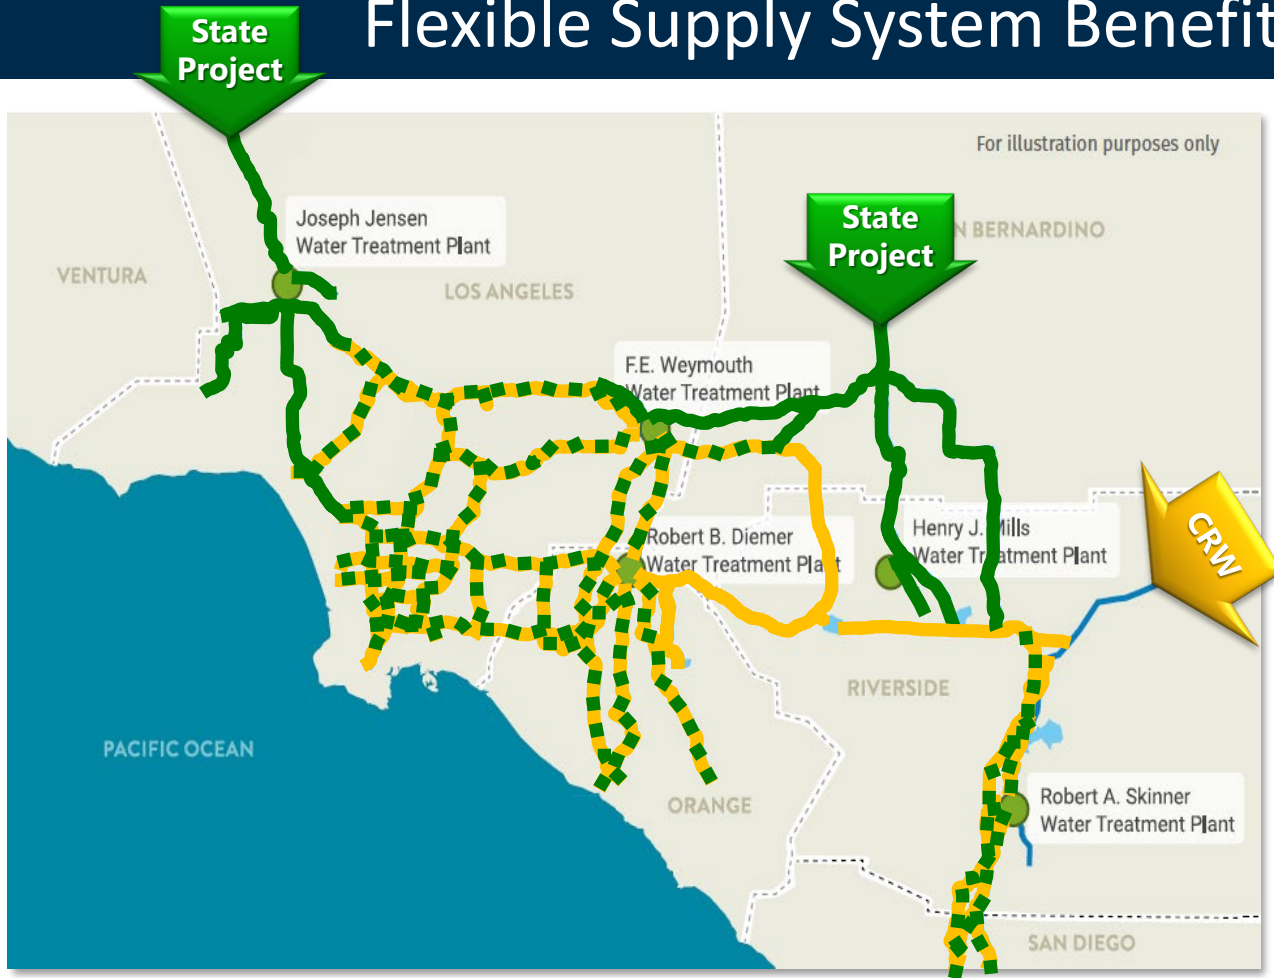 Flexible Supply System Benefit
State
Project
For illustration purposes only
Joseph Jensen
Water Treatment Plant
State
Project
N BERNARDINO
VENTURA
LOS ANGELES
F.E. Weymouth
Water Treatment Plant
CRW
Henry J. Mills
Water Treatment Plant
Robert B. Diemer
Water Treatment Plant
RIVERSIDE
PACIFIC OCEAN
ORANGE
Robert A. Skinner
Water Treatment Plant
SAN DIEGO